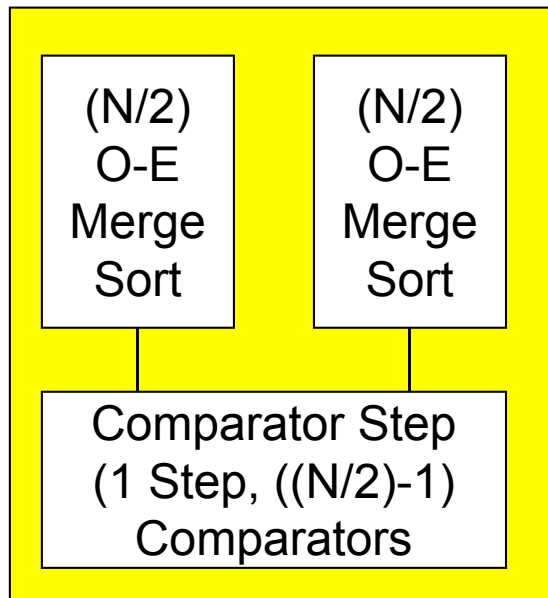 (N/2)
O-E
Merge
Sort
(N/2)
O-E
Merge
Sort
Comparator Step
(1 Step, ((N/2)-1)
Comparators